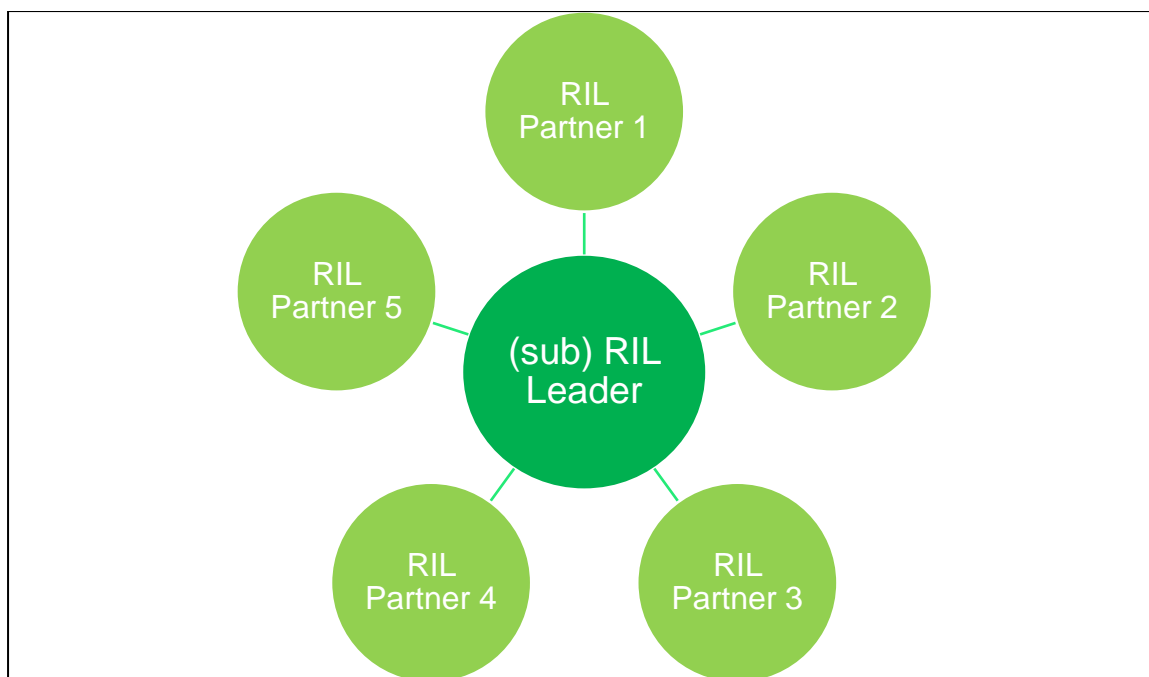 RIL
Partner 1
RIL
Partner 5
RIL
Partner 2
(sub) RIL
Leader
RIL
Partner 4
RIL
Partner 3